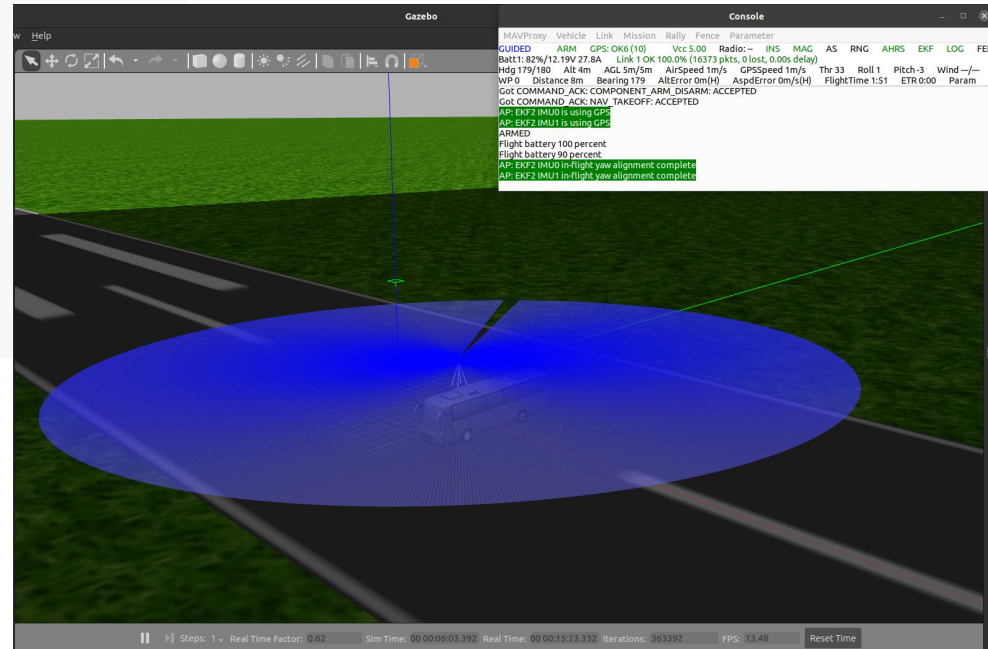 Gazebo
w Help
Console
MAVProxy Vehicle Link Mission Rally Fence Parameter
GUIDED ARM GPS: OK6 (10) Vcc 5.00 Radio: -- INS MAG AS RNG AHRS EKF LOG FEN
Batt1: 82%/12.19V 27.8A Link 1 OK 100.0% (16373 pkts, 0 lost, 0.00s delay)
Hdg 179/180 Alt 4m AGL 5m/5m AirSpeed 1m/s GPSSpeed 1m/s Thr 33 Roll 1 Pitch -3 Wind ---/---
WP 0 Distance 8m Bearing 179 AltError 0m(H) AspdError 0m/s(H) FlightTime 1:51 ETR 0:00 Param
Got COMMAND_ACK: COMPONENT_ARM_DISARM: ACCEPTED
Got COMMAND_ACK: NAV_TAKEOFF: ACCEPTED
AP: EKF2 IMU0 is using GPS
AP: EKF2 IMU1 is using GPS
ARMED
Flight battery 100 percent
Flight battery 90 percent
AP: EKF2 IMU0 in-flight yaw alignment complete
AP: EKF2 IMU1 in-flight yaw alignment complete
Steps: 1 Real Time Factor: 0.62 Sim Time: 00 00:06:03.392 Real Time: 00 00:15:23.332 Iterations: 363392 FPS: 13.48 Reset Time